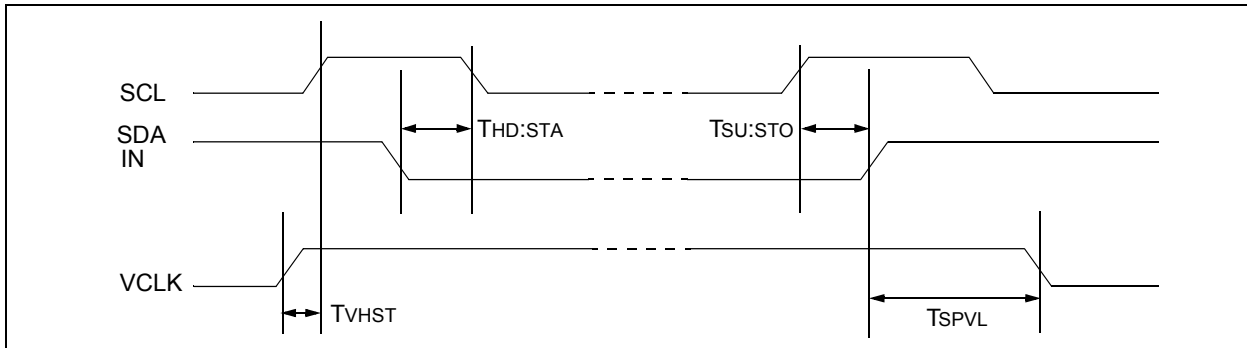 SCL
SDA
IN
THD:STA
TSU:STO
VCLK
TVHST
TSPVL